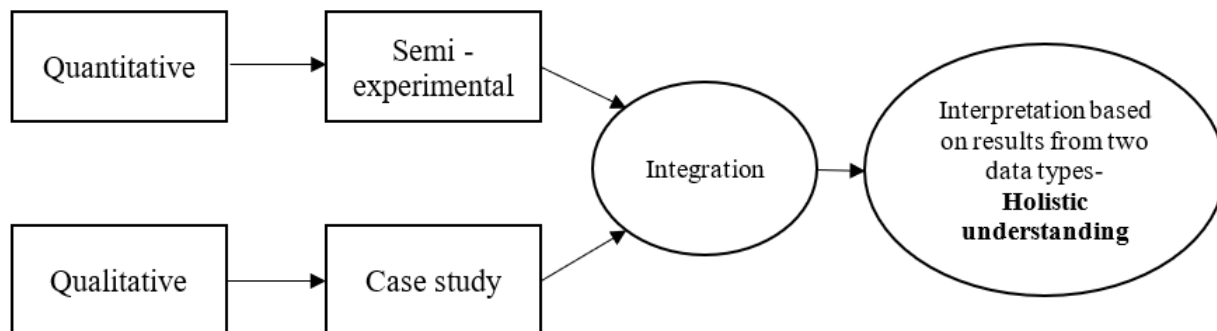 Quantitative
Semi -
experimental
Integration
Interpretation based
on results from two
data types-
Holistic
understanding
Qualitative
Case study